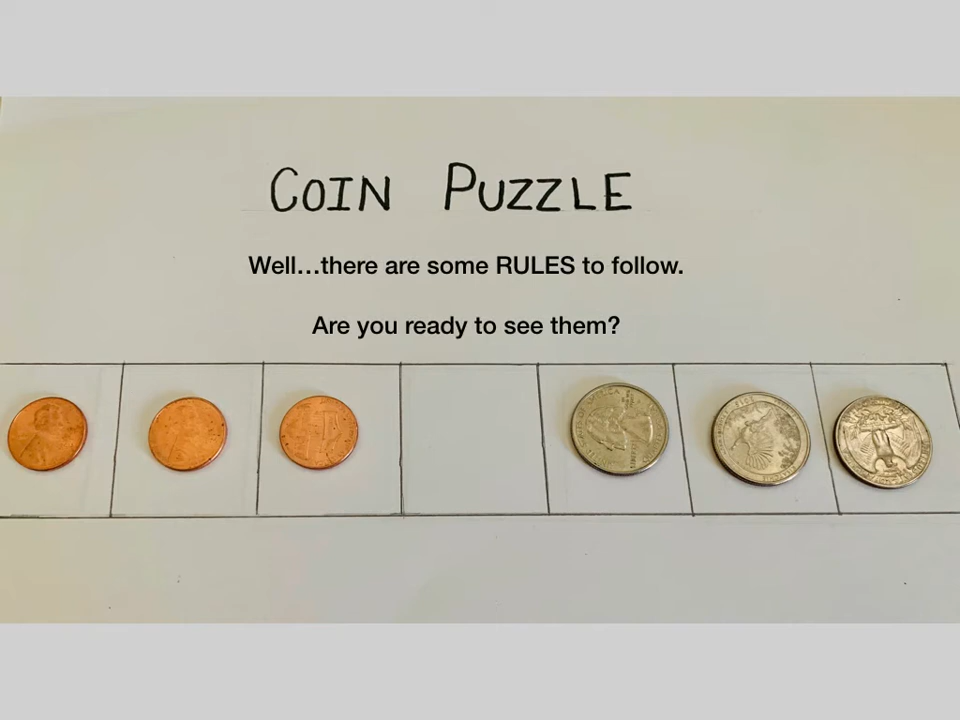 COIN PUZZLE
Well...there are some RULES to follow.
Are you ready to see them?